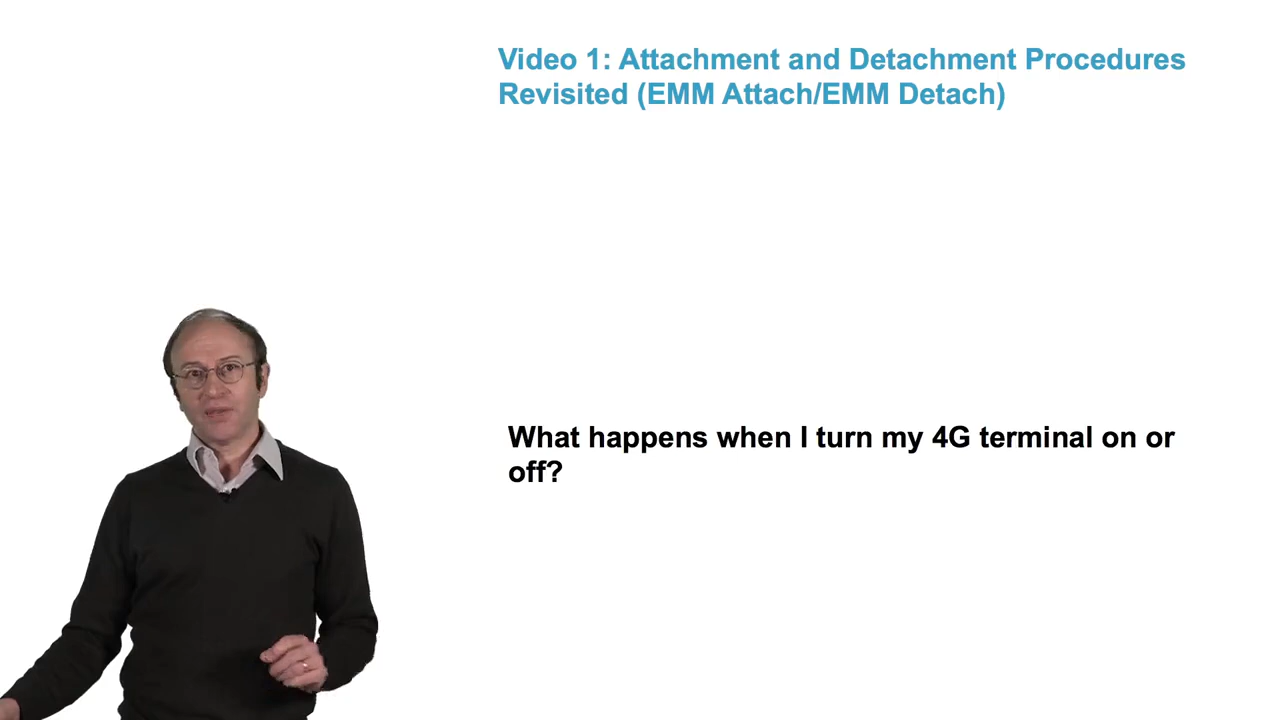 Video 1: Attachment and Detachment Procedures
Revisited (EMM Attach/EMM Detach)
What happens when I turn my 4G terminal on or
off?